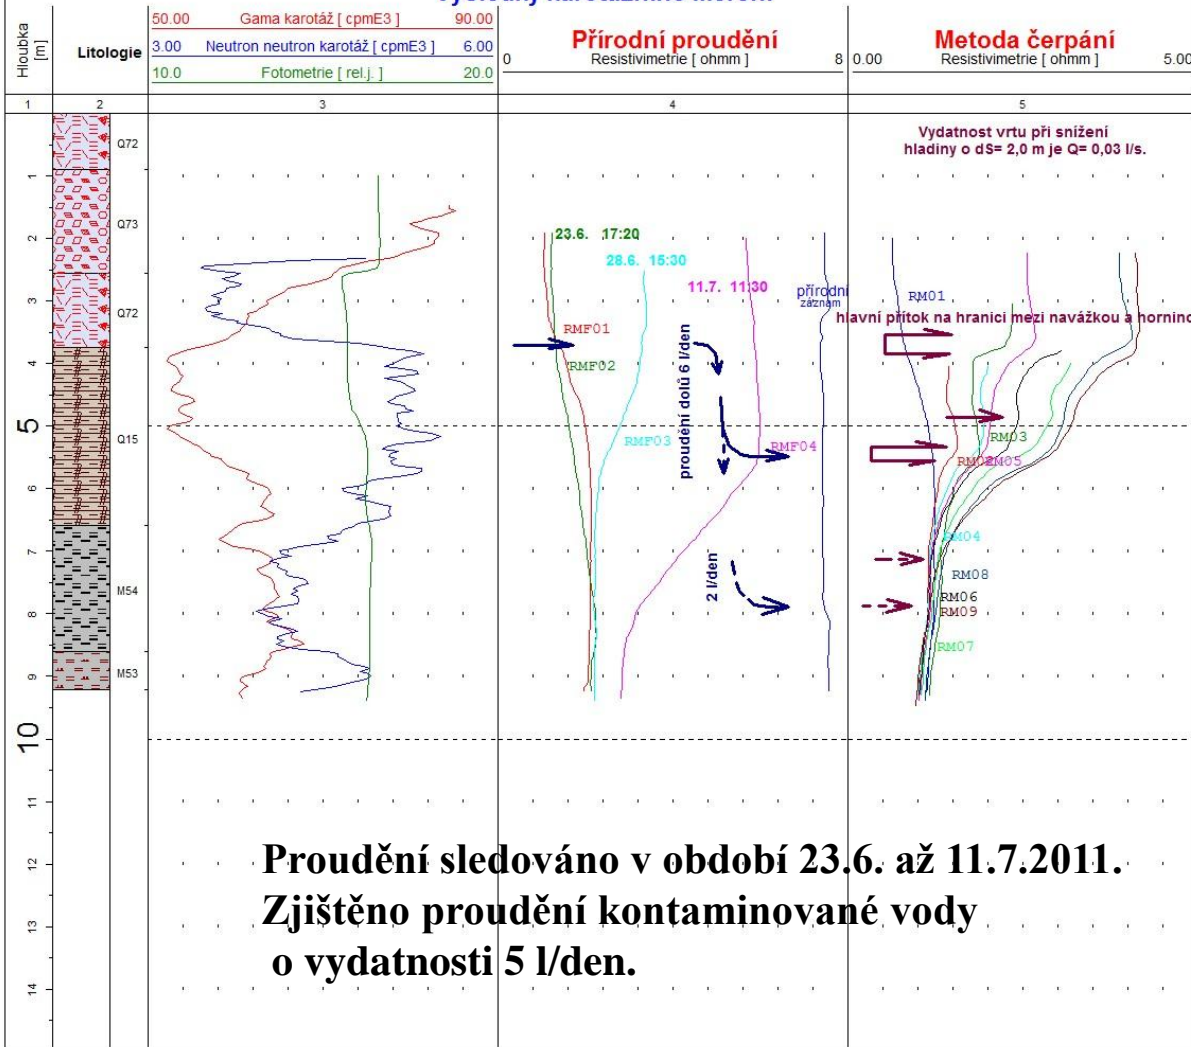 Hloubka
[m]
Litologie
50.00 Gama karotáž [ cpmE3 ] 90.00
3.00 Neutron neutron karotáž [ cpmE3 ] 6.00
10.0 Fotometrie [ rel.j. ] 20.0
Přírodní proudění
0 Resistivimetrie [ ohmm ] 8
Metoda čerpání
0.00 Resistivimetrie [ ohmm ] 5.00
1 2 3 4 5
Vydatnost vrtu při snížení
hladiny o dS= 2,0 m je Q= 0,03 l/s.
Q72
1
Q73
2
23.6. 17:20
28.6. 15:30
11.7. 11:30
přírodní
záznam
RM01
3
Q72
hlavní přítok na hranici mezi navážkou a hornino
RMF01
4
RMF02
proudění dolů 6 l/den
5
Q15
RMF03
RMF04
RM03
RM02
RM05
6
RM04
7
M54
2 l/den
RM08
RM06
8
RM09
RM07
9
M53
10
11
12
13
14
Proudění sledováno v období 23.6. až 11.7.2011.
Zjištěno proudění kontaminované vody
o vydatnosti 5 l/den.